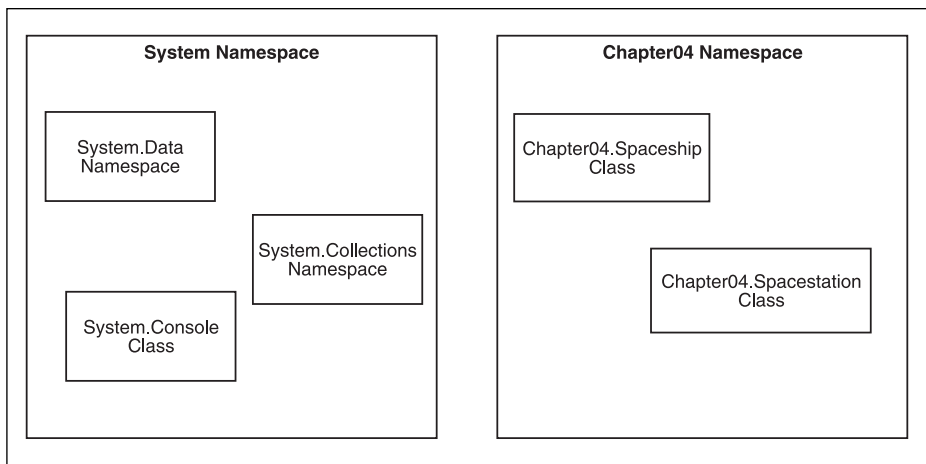 System Namespace
System.Data
Namespace
System.Collections
Namespace
System.Console
Class
Chapter04 Namespace
Chapter04.Spaceship
Class
Chapter04.Spacestation
Class